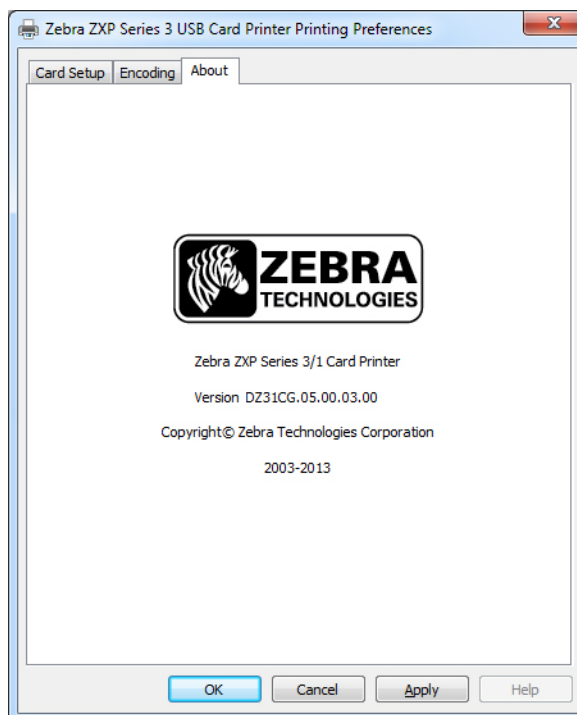 Zebra ZXP Series 3 USB Card Printer Printing Preferences
Card Setup Encoding About
ZEBRA
TECHNOLOGIES
Zebra ZXP Series 3/1 Card Printer
Version DZ31CG.05.00.03.00
Copyright© Zebra Technologies Corporation
2003-2013
OK Cancel Apply Help